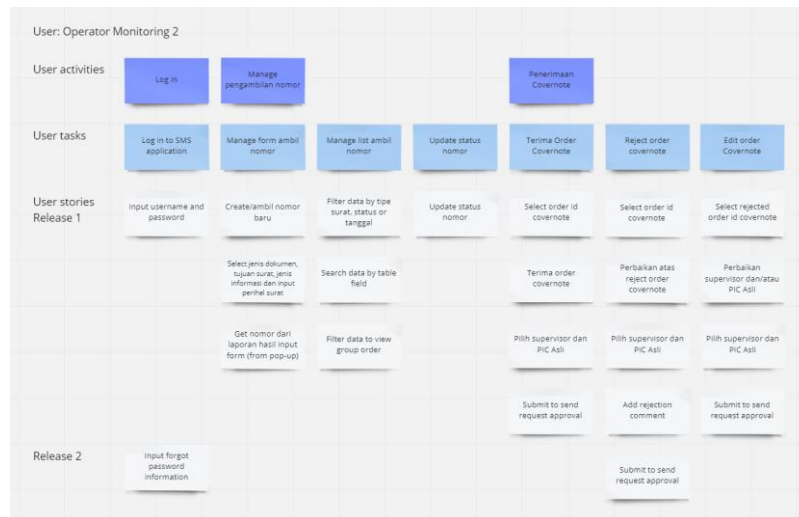 User: Operator Monitoring 2
User activities
Log in
Manage
pengambilan nomor
Penerimaan
Covernote
User tasks
Log in to SMS
application
Manage form ambil
nomor
Manage list ambil
nomor
Update status
nomor
Terima Order
Covernote
Reject order
covernote
Edit order
Covernote
User stories
Release 1
Input username and
password
Create/ambil nomor
baru
Filter data by tipe
surat, status or
tanggal
Update status
nomor
Select order id
covernote
Select order id
covernote
Select rejected
order id covernote
Select jenis dokumen,
tujuan surat, jenis
informasi dan input
perihal surat
Search data by table
field
Terima order
covernote
Perbaikan atas
reject order
covernote
Perbaikan
supervisor dan/atau
PIC Asli
Get nomor dari
laporan hasil input
form (from pop-up)
Filter data to view
group order
Pilih supervisor dan
PIC Asli
Pilih supervisor dan
PIC Asli
Pilih supervisor dan
PIC Asli
Submit to send
request approval
Add rejection
comment
Submit to send
request approval
Release 2
Input forgot
password
information
Submit to send
request approval